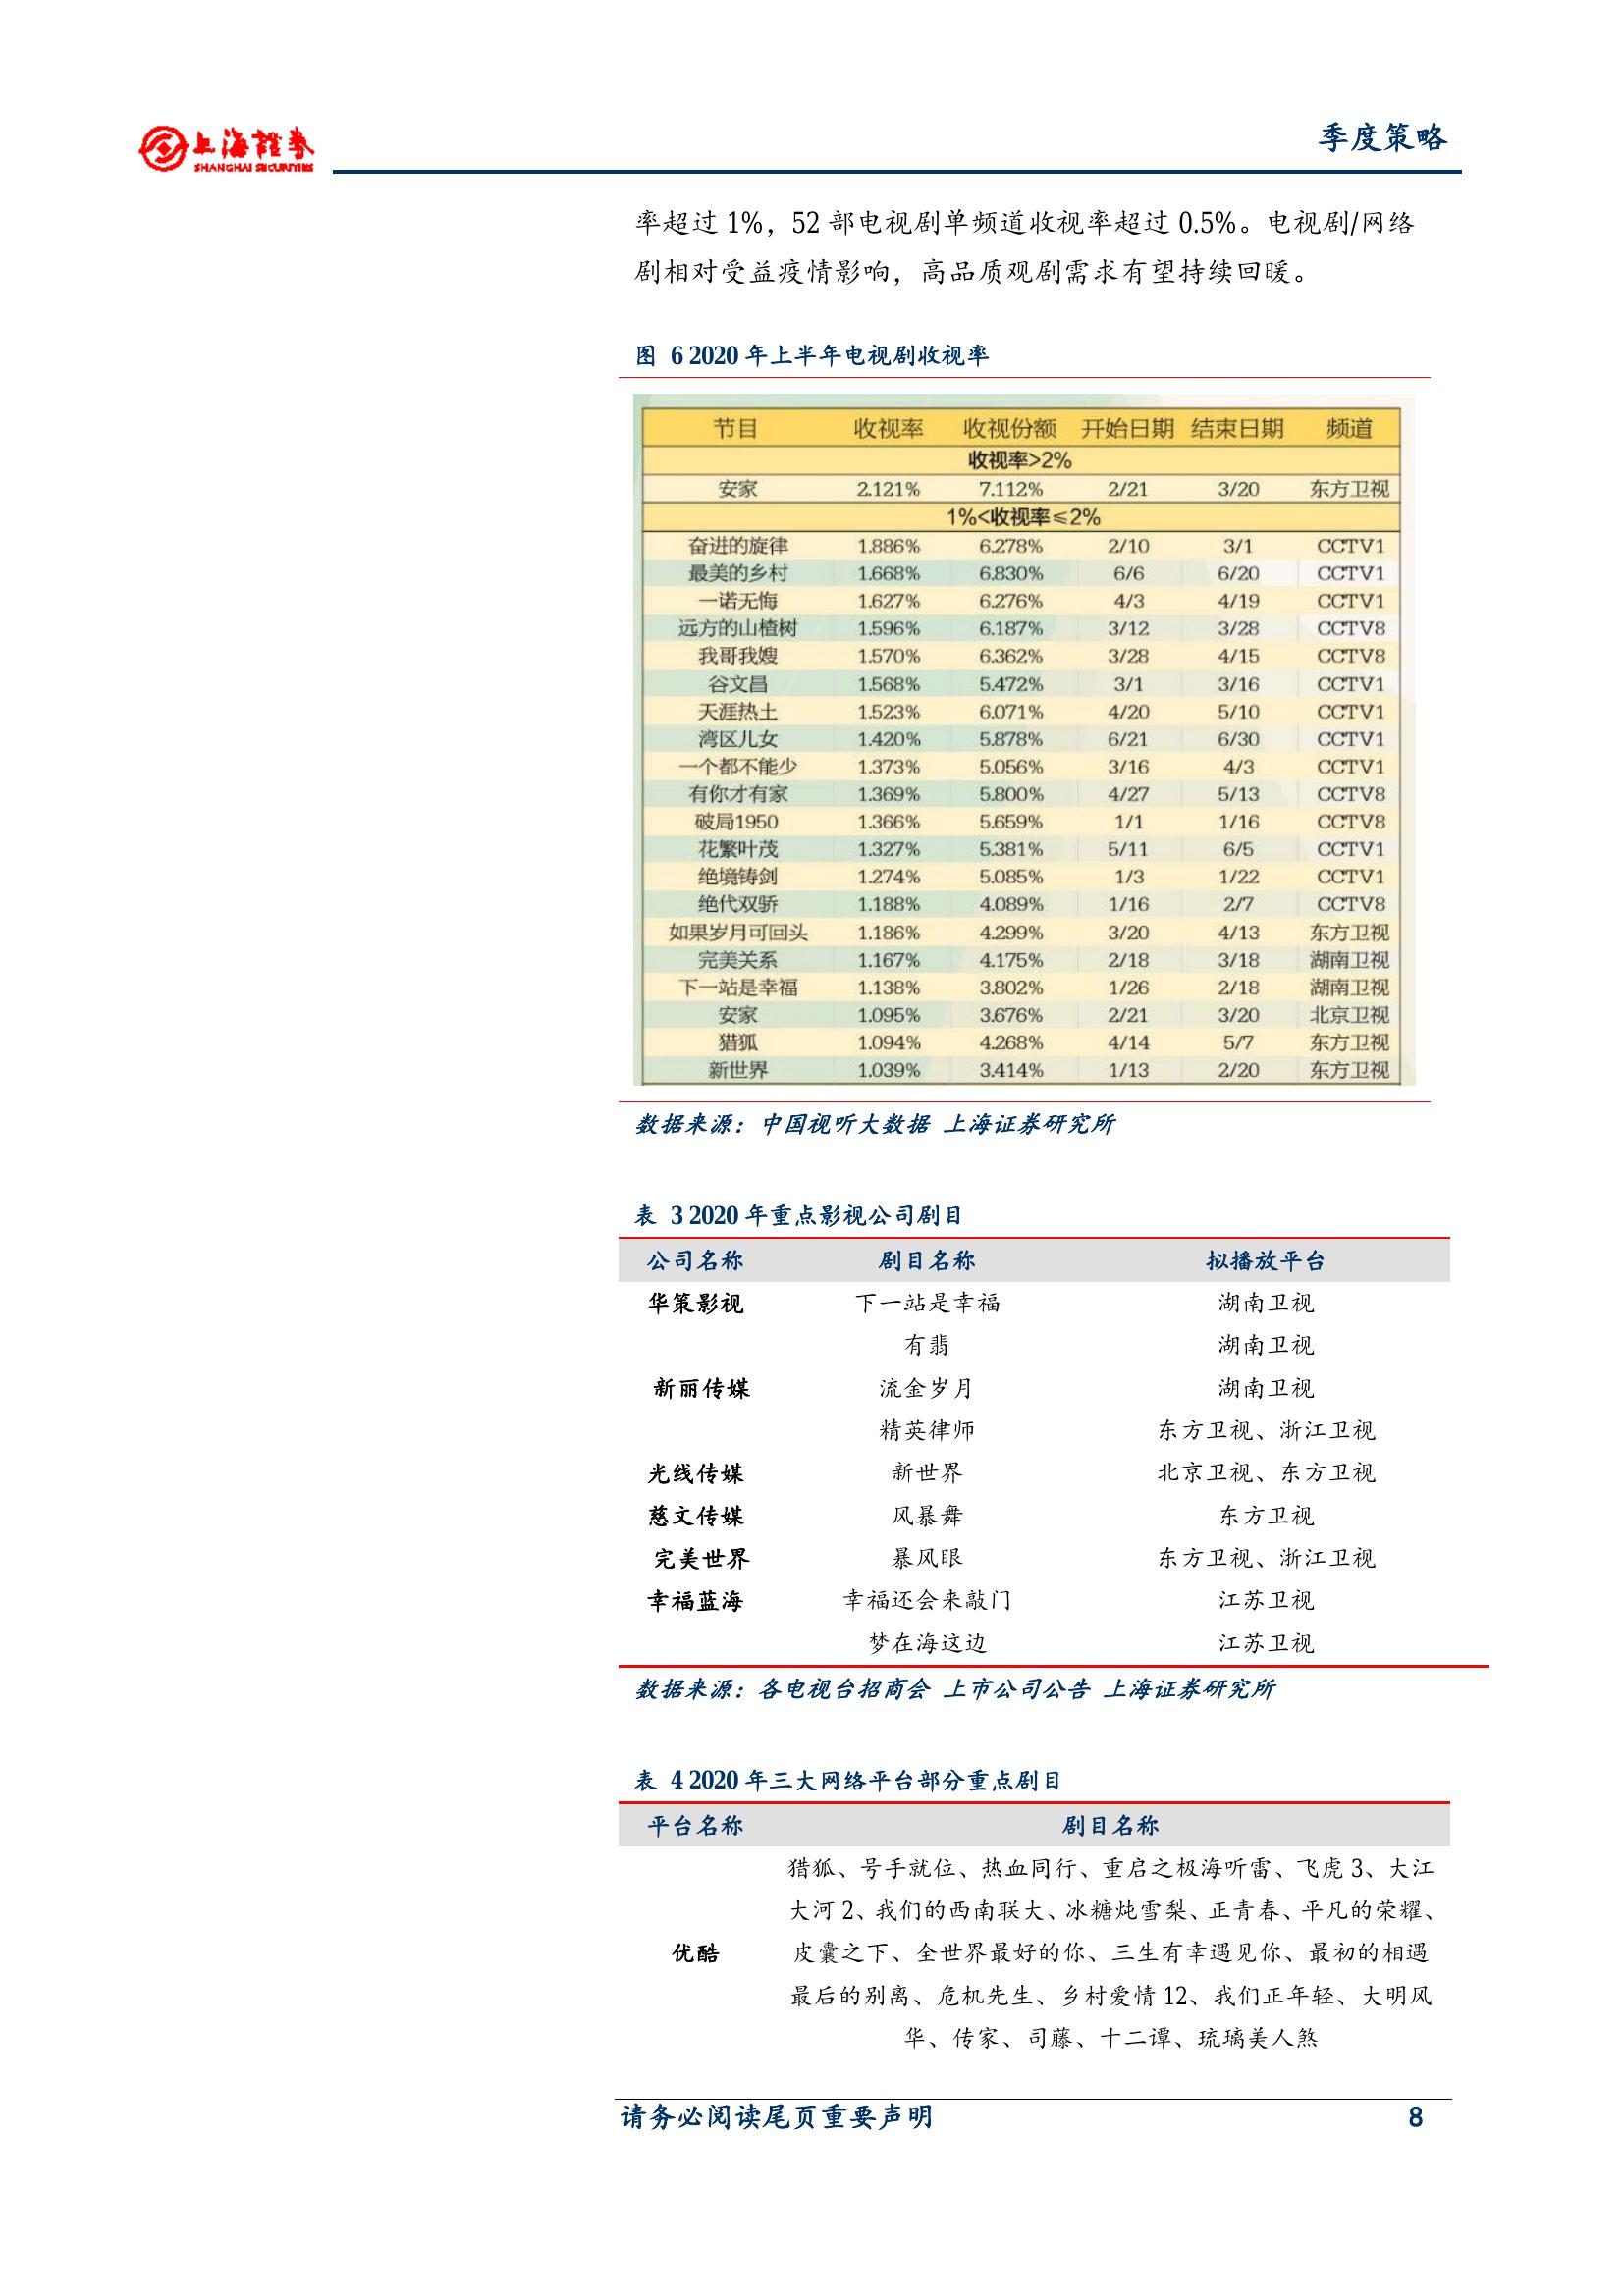 上海證券
SHANGHAI SECURITIES
季度策略
率超过 1%，52 部电视剧单频道收视率超过 0.5%。电视剧/网络
剧相对受益疫情影响，高品质观剧需求有望持续回暖。
图 6 2020 年上半年电视剧收视率
节目 收视率 收视份额 开始日期 结束日期 频道
收视率>2%
安家 2.121% 7.112% 2/21 3/20 东方卫视
1%<收视率≤2%
奋进的旋律 1.886% 6.278% 2/10 3/1 CCTV1
最美的乡村 1.668% 6.830% 6/6 6/20 CCTV1
一诺无悔 1.627% 6.276% 4/3 4/19 CCTV1
远方的山楂树 1.596% 6.187% 3/12 3/28 CCTV8
我哥我嫂 1.570% 6.362% 3/28 4/15 CCTV8
谷文昌 1.568% 5.472% 3/1 3/16 CCTV1
天涯热土 1.523% 6.071% 4/20 5/10 CCTV1
湾区儿女 1.420% 5.878% 6/21 6/30 CCTV1
一个都不能少 1.373% 5.056% 3/16 4/3 CCTV1
有你才有家 1.369% 5.800% 4/27 5/13 CCTV8
破局1950 1.366% 5.659% 1/1 1/16 CCTV8
花繁叶茂 1.327% 5.381% 5/11 6/5 CCTV1
绝境铸剑 1.274% 5.085% 1/3 1/22 CCTV1
绝代双骄 1.188% 4.089% 1/16 2/7 CCTV8
如果岁月可回头 1.186% 4.299% 3/20 4/13 东方卫视
完美关系 1.167% 4.175% 2/18 3/18 湖南卫视
下一站是幸福 1.138% 3.802% 1/26 2/18 湖南卫视
安家 1.095% 3.676% 2/21 3/20 北京卫视
猎狐 1.094% 4.268% 4/14 5/7 东方卫视
新世界 1.039% 3.414% 1/13 2/20 东方卫视
数据来源：中国视听大数据 上海证券研究所
表 3 2020 年重点影视公司剧目
公司名称 剧目名称 拟播放平台
华策影视 下一站是幸福 湖南卫视
有翡 湖南卫视
新丽传媒 流金岁月 湖南卫视
精英律师 东方卫视、浙江卫视
光线传媒 新世界 北京卫视、东方卫视
慈文传媒 风暴舞 东方卫视
完美世界 暴风眼 东方卫视、浙江卫视
幸福蓝海 幸福还会来敲门 江苏卫视
梦在海这边 江苏卫视
数据来源：各电视台招商会 上市公司公告 上海证券研究所
表 4 2020 年三大网络平台部分重点剧目
平台名称 剧目名称
猎狐、号手就位、热血同行、重启之极海听雷、飞虎 3、大江
大河 2、我们的西南联大、冰糖炖雪梨、正青春、平凡的荣耀、
优酷 皮囊之下、全世界最好的你、三生有幸遇见你、最初的相遇
最后的别离、危机先生、乡村爱情 12、我们正年轻、大明风
华、传家、司藤、十二谭、琉璃美人煞
请务必阅读尾页重要声明 8